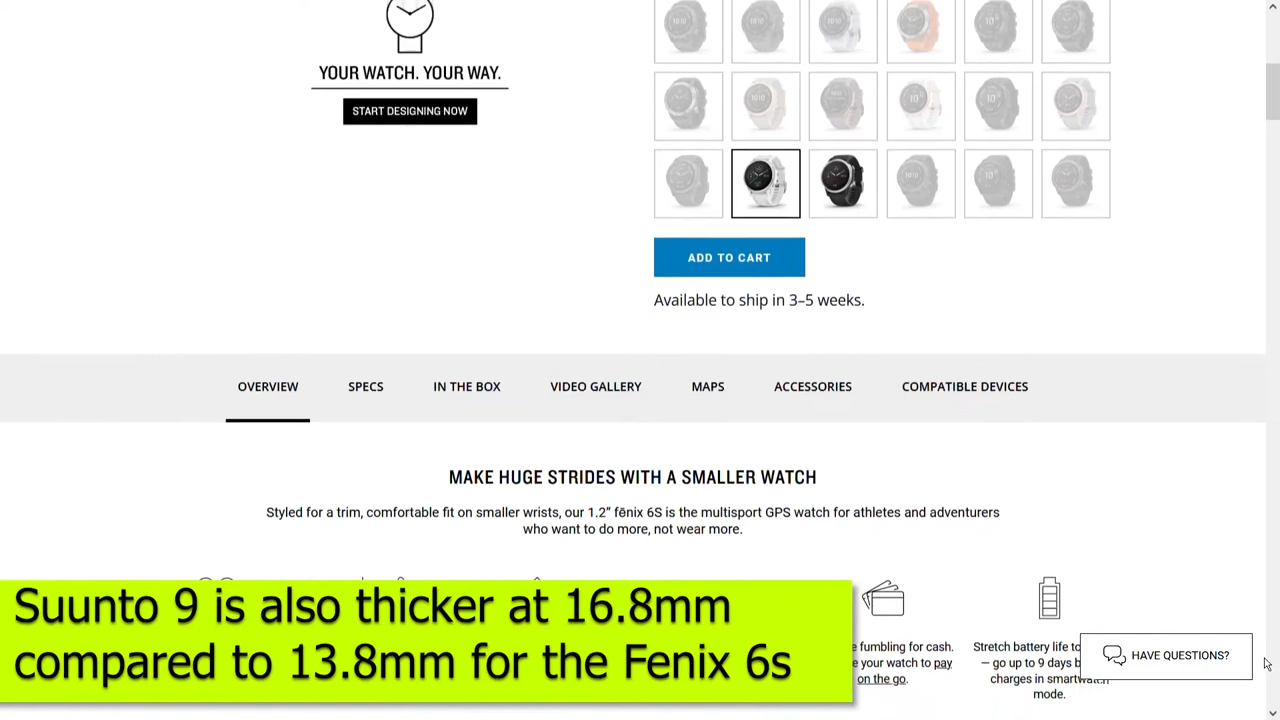 YOUR WATCH. YOUR WAY.
START DESIGNING NOW
ADD TO CART
Available to ship in 3–5 weeks.
OVERVIEW
SPECS
IN THE BOX
VIDEO GALLERY
MAPS
ACCESSORIES
COMPATIBLE DEVICES
MAKE HUGE STRIDES WITH A SMALLER WATCH
Styled for a trim, comfortable fit on smaller wrists, our 1.2” fēnix 6S is the multisport GPS watch for athletes and adventurers
who want to do more, not wear more.
Suunto 9 is also thicker at 16.8mm
compared to 13.8mm for the Fenix 6s
fumbling for cash.
your watch to pay
on the go.
Stretch battery life
— go up to 9 days
charges in
mode.
HAVE QUESTIONS?